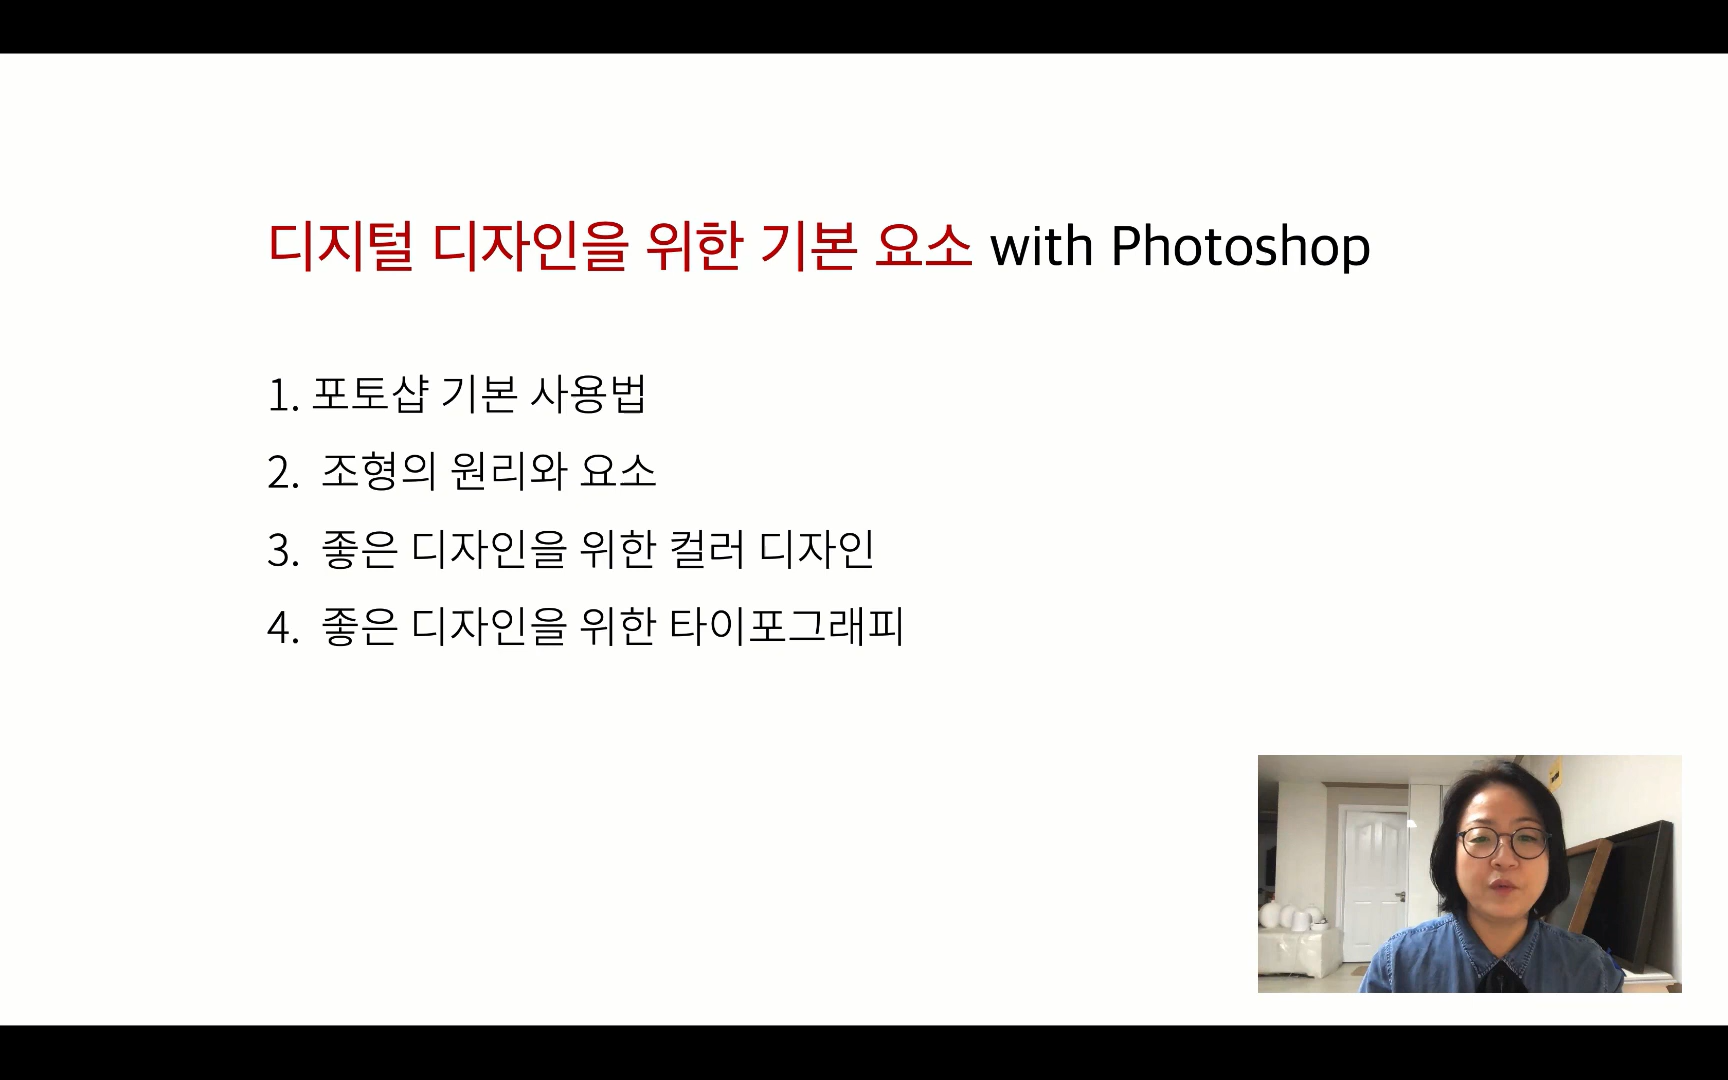 디지털 디자인을 위한 기본 요소 with Photoshop
1. 포토샵 기본 사용법
2. 조형의 원리와 요소
3. 좋은 디자인을 위한 컬러 디자인
4. 좋은 디자인을 위한 타이포그래피